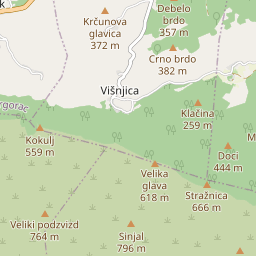 Krčunova
glavica
372 m
Debelo
brdo
357 m
Crno brdo
382 m
Višnjica
Klačina
259 m
Kokulj
559 m
Doci
444 m
Velika
glava
618 m
Stražnica
666 m
Veliki podzvizd
764 m
Sinjal
796 m